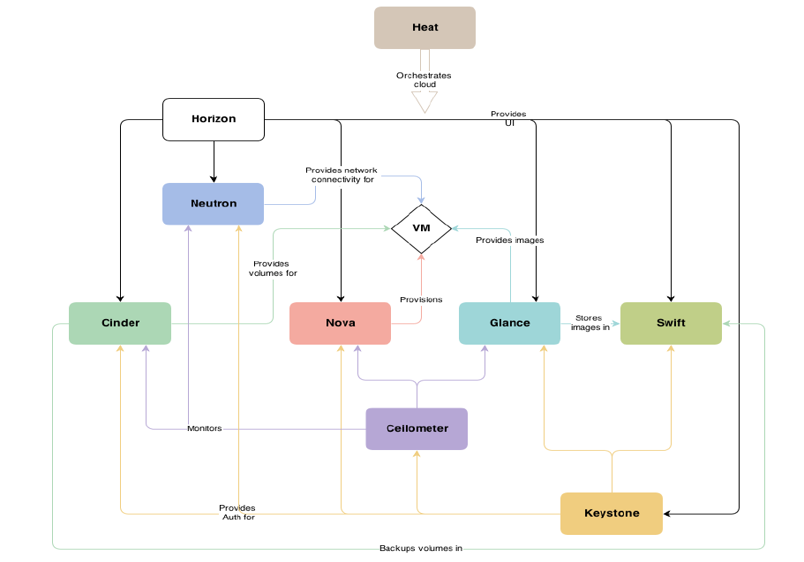 Heat
Orchestrates
cloud
Horizon
Provides
UI
Provides network
connectivity for
Neutron
VM
Provides images
Provides
volumes for
Provisions
Cinder
Nova
Glance
Stores
images in
Swift
Ceilometer
Monitors
Keystone
Provides
Auth for
Backups volumes in